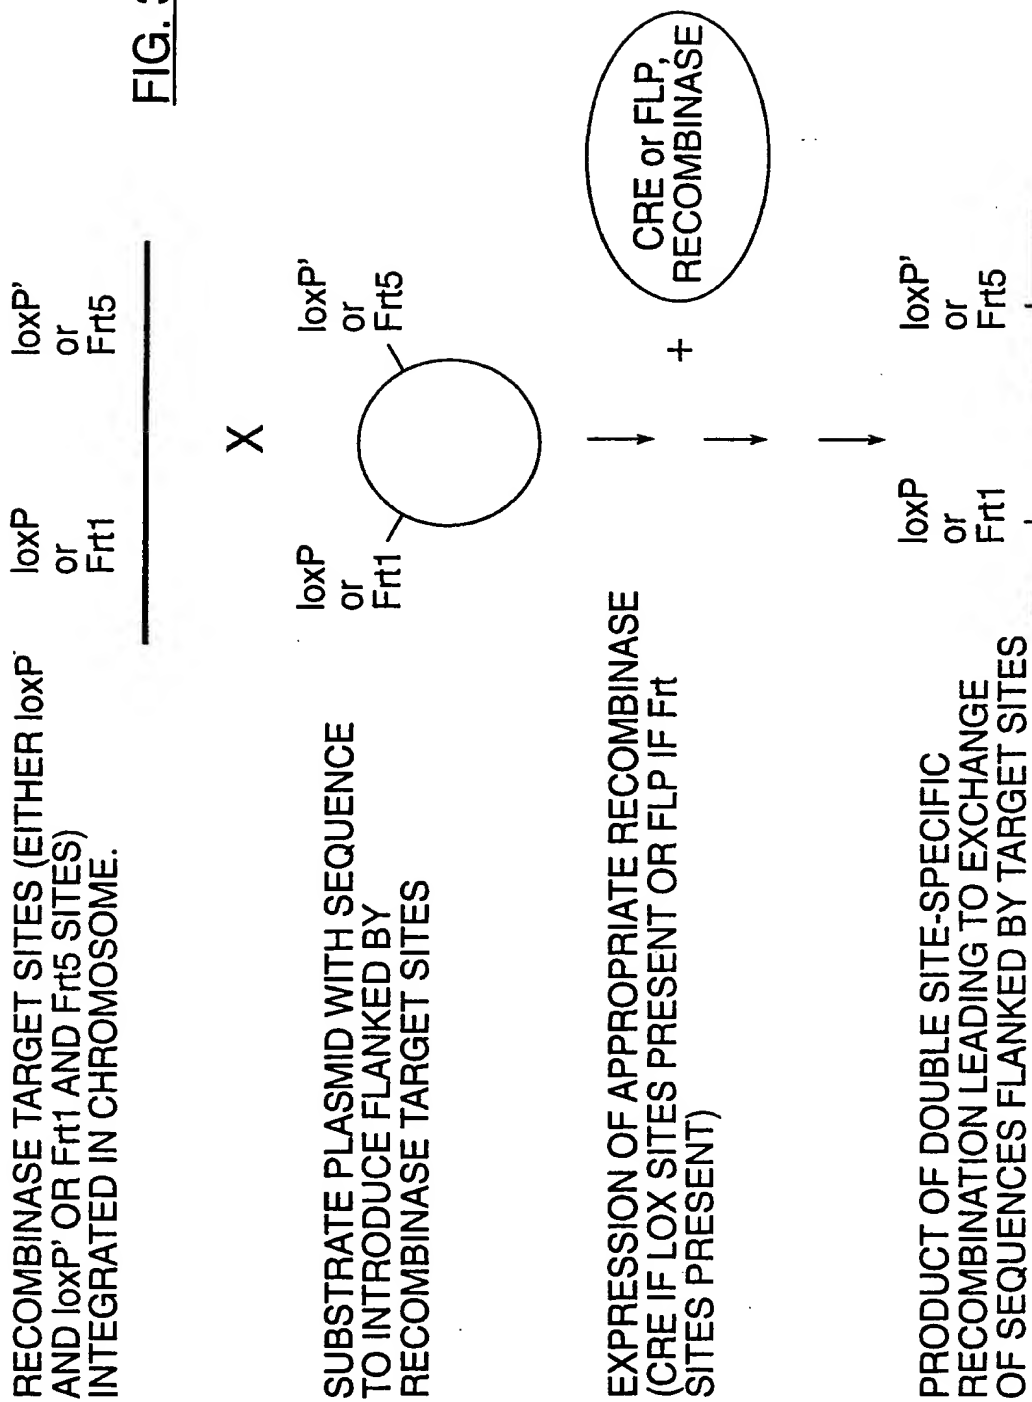 FIG. 3
RECOMBINASE TARGET SITES (EITHER loxP
AND loxP' OR Frt1 AND Frt5 SITES)
INTEGRATED IN CHROMOSOME.
loxP
or
Frt1
loxP'
or
Frt5
X
SUBSTRATE PLASMID WITH SEQUENCE
TO INTRODUCE FLANKED BY
RECOMBINASE TARGET SITES
loxP
or
Frt1
loxP'
or
Frt5
EXPRESSION OF APPROPRIATE RECOMBINASE
(CRE IF LOX SITES PRESENT OR FLP IF Frt
SITES PRESENT)
+
CRE or FLP,
RECOMBINASE
PRODUCT OF DOUBLE SITE-SPECIFIC
RECOMBINATION LEADING TO EXCHANGE
OF SEQUENCES FLANKED BY TARGET SITES
loxP
or
Frt1
loxP'
or
Frt5